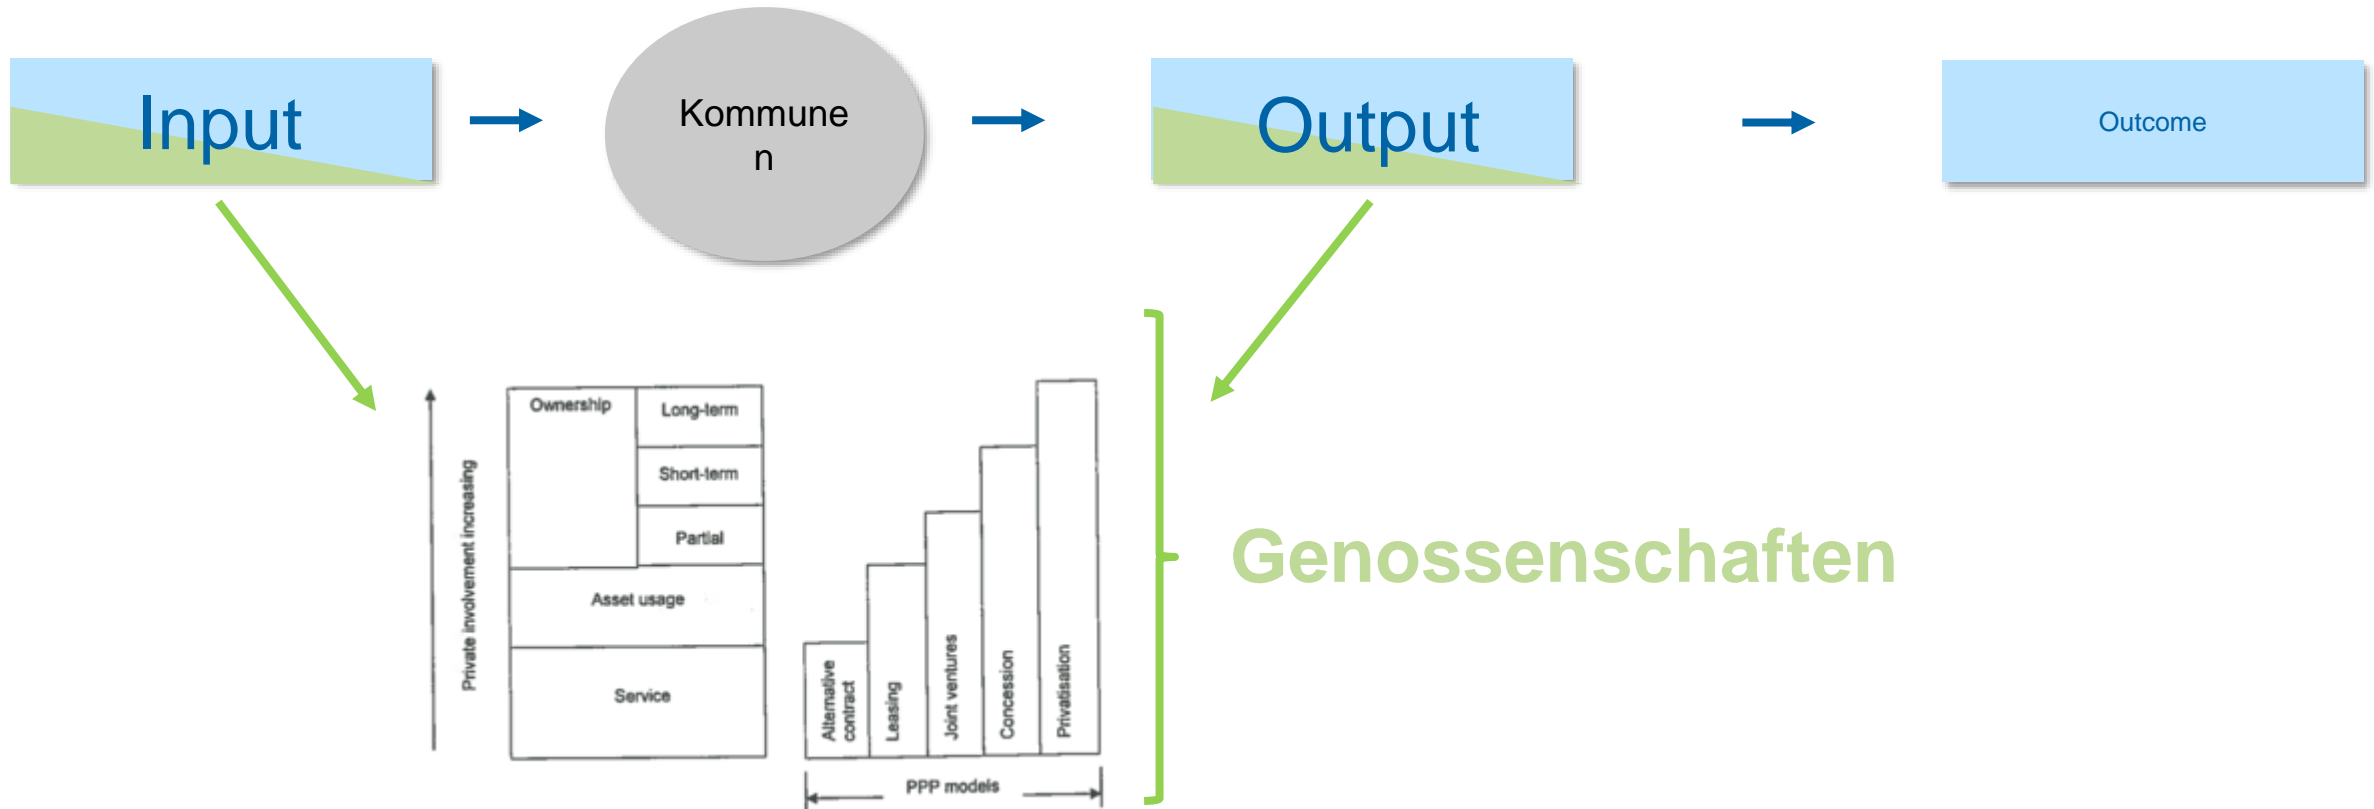 Input
Kommune
n
Output
Outcome
Private involvement increasing
Ownership
Long-term
Short-term
Partial
Asset usage
Service
Alternative
contract
Leasing
Joint ventures
Concession
Privatisation
PPP models
Genossenschaften